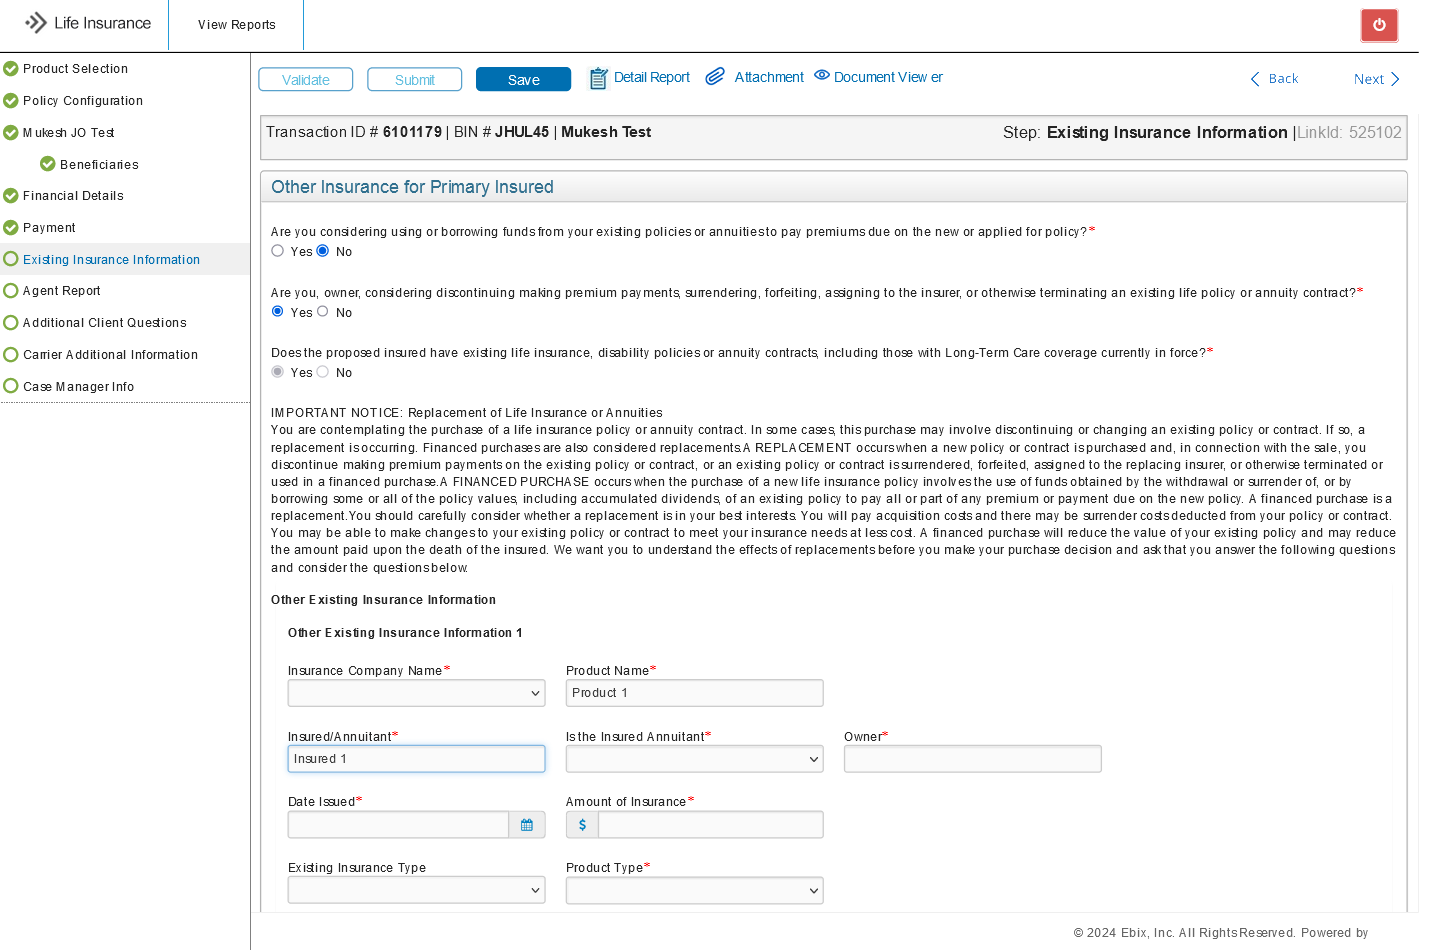 Life Insurance
View Reports
Product Selection
Policy Configuration
Mukesh JO Test
Beneficiaries
Financial Details
Payment
Existing Insurance Information
Agent Report
Additional Client Questions
Carrier Additional Information
Case Manager Info
Validate Submit Save Detail Report Attachment Document Viewer Back Next
Transaction ID # 6101179 | BIN # JHUL45 | Mukesh Test Step: Existing Insurance Information |LinkId: 525102
Other Insurance for Primary Insured
Are you considering using or borrowing funds from your existing policies or annuities to pay premiums due on the new or applied for policy?*
Yes No
Are you, owner, considering discontinuing making premium payments, surrendering, forfeiting, assigning to the insurer, or otherwise terminating an existing life policy or annuity contract?*
Yes No
Does the proposed insured have existing life insurance, disability policies or annuity contracts, including those with Long-Term Care coverage currently in force?*
Yes No
IMPORTANT NOTICE: Replacement of Life Insurance or Annuities
You are contemplating the purchase of a life insurance policy or annuity contract. In some cases, this purchase may involve discontinuing or changing an existing policy or contract. If so, a
replacement is occurring. Financed purchases are also considered replacements.A REPLACEMENT occurs when a new policy or contract is purchased and, in connection with the sale, you
discontinue making premium payments on the existing policy or contract, or an existing policy or contract is surrendered, forfeited, assigned to the replacing insurer, or otherwise terminated or
used in a financed purchase.A FINANCED PURCHASE occurs when the purchase of a new life insurance policy involves the use of funds obtained by the withdrawal or surrender of, or by
borrowing some or all of the policy values, including accumulated dividends, of an existing policy to pay all or part of any premium or payment due on the new policy. A financed purchase is a
replacement.You should carefully consider whether a replacement is in your best interests. You will pay acquisition costs and there may be surrender costs deducted from your policy or contract.
You may be able to make changes to your existing policy or contract to meet your insurance needs at less cost. A financed purchase will reduce the value of your existing policy and may reduce
the amount paid upon the death of the insured. We want you to understand the effects of replacements before you make your purchase decision and ask that you answer the following questions
and consider the questions below.
Other Existing Insurance Information
Other Existing Insurance Information 1
Insurance Company Name* Product Name*
Product 1
Insured/Annuitant* Is the Insured Annuitant* Owner*
Insured 1
Date Issued* Amount of Insurance*
$
Existing Insurance Type Product Type*
© 2024 Ebix, Inc. All Rights Reserved. Powered by